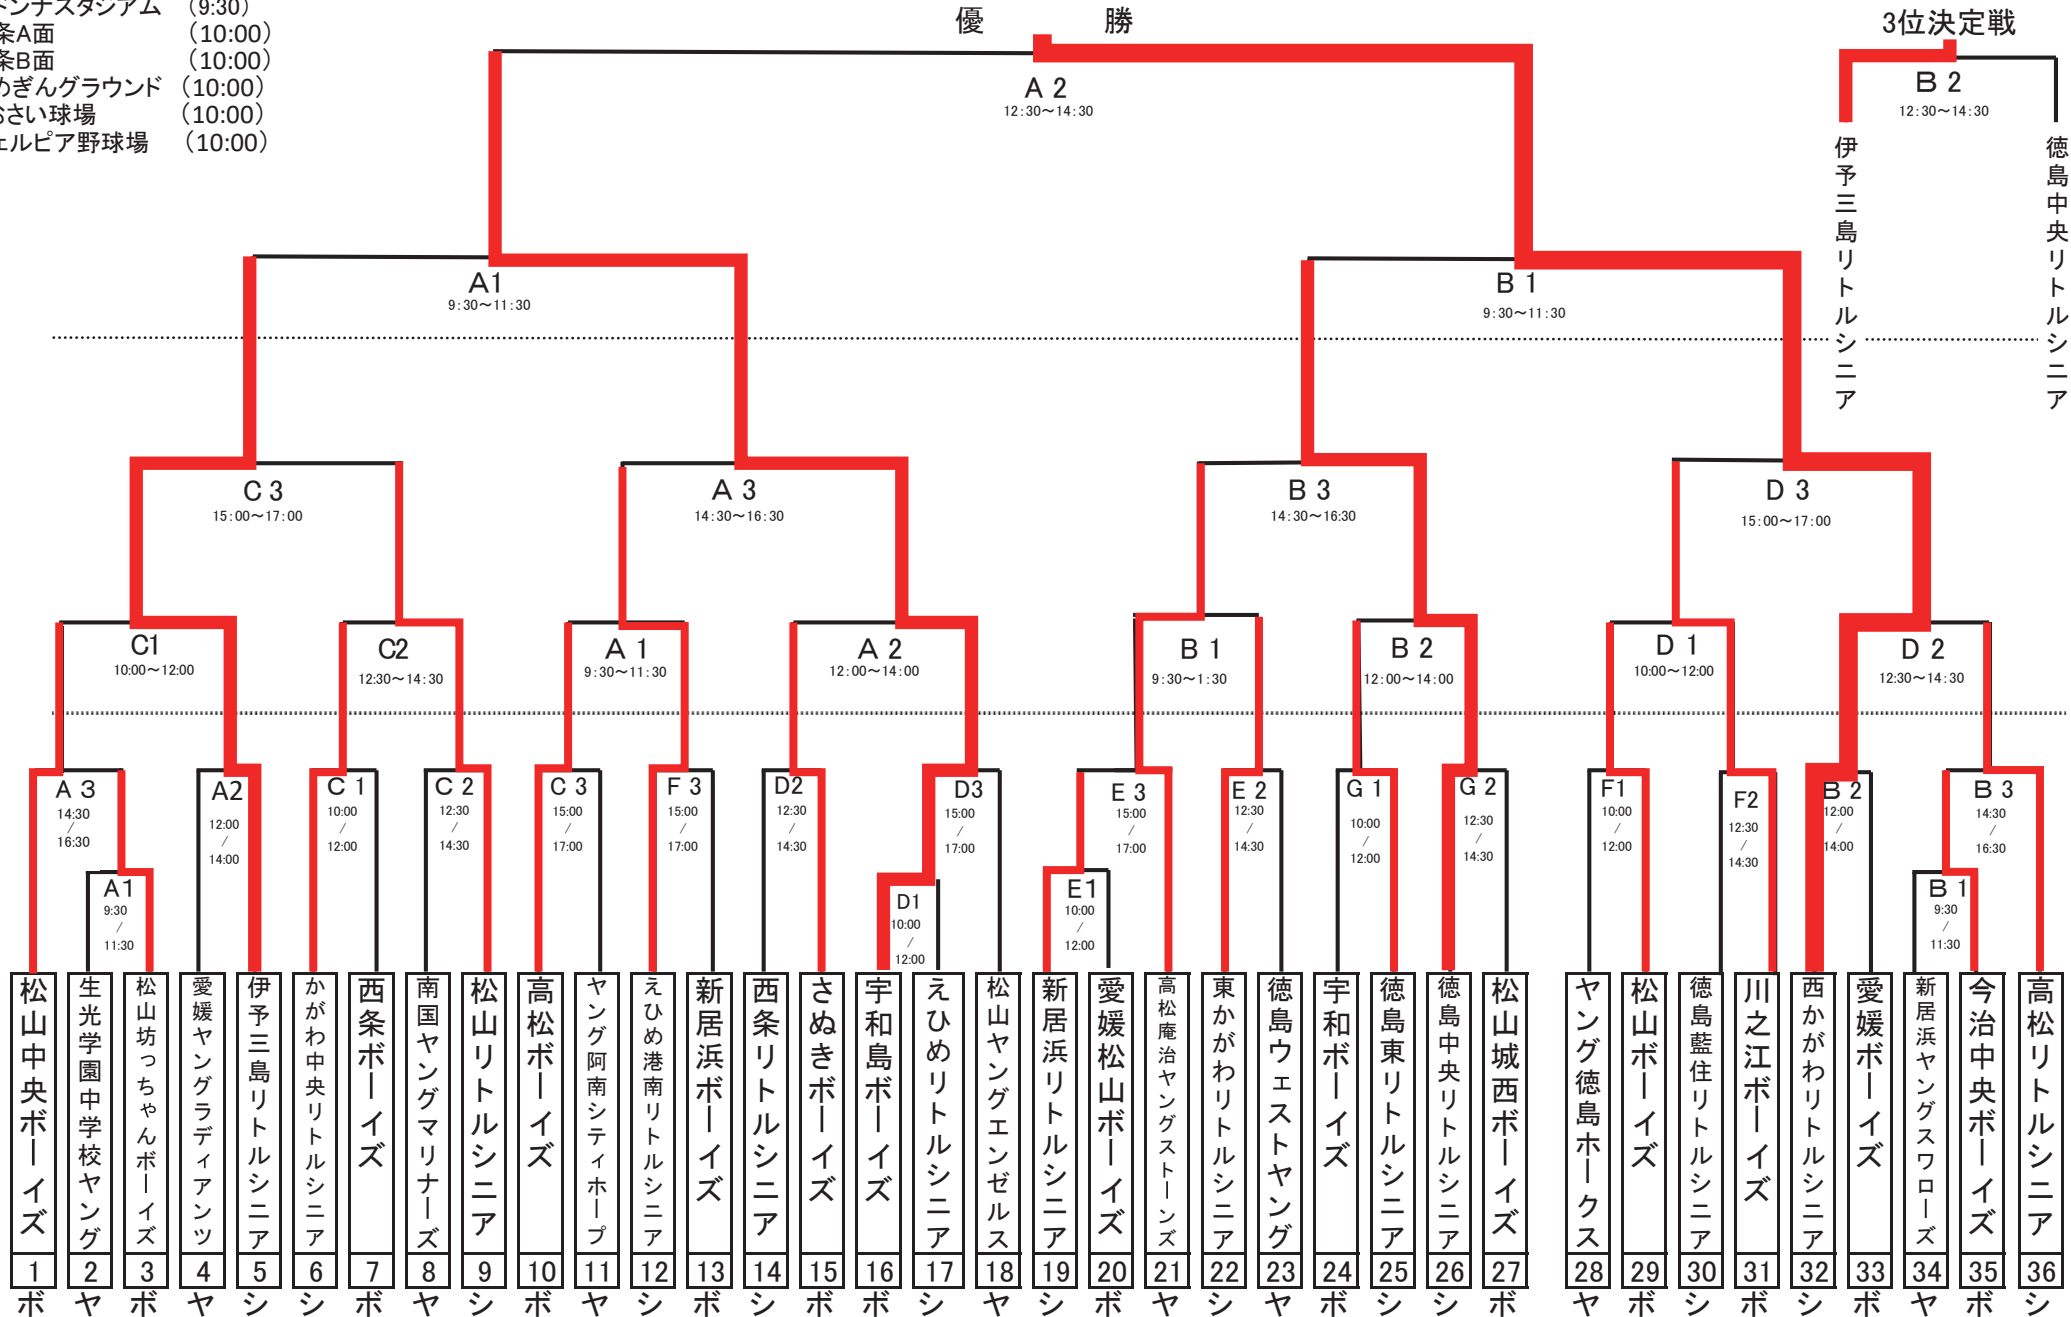 ドンナスタジアム （9:30）
条A面 （10:00）
条B面 （10:00）
めぎんグラウンド （10:00）
おさい球場 （10:00）
ェルピア野球場 （10:00）
優 勝
3位決定戦
A 2
12:30～14:30
B 2
12:30～14:30
伊予三島リトルシニア
徳島中央リトルシニア
A1
9:30～11:30
B 1
9:30～11:30
C 3
15:00～17:00
A 3
14:30～16:30
B 3
14:30～16:30
D 3
15:00～17:00
C1
10:00～12:00
C2
12:30～14:30
A 1
9:30～11:30
A 2
12:00～14:00
B 1
9:30～1:30
B 2
12:00～14:00
D 1
10:00～12:00
D 2
12:30～14:30
A 3
14:30
/
16:30
A2
12:00
/
14:00
C 1
10:00
/
12:00
C 2
12:30
/
14:30
C 3
15:00
/
17:00
F 3
15:00
/
17:00
D2
12:30
/
14:30
D3
15:00
/
17:00
E 3
15:00
/
17:00
E 2
12:30
/
14:30
G 1
10:00
/
12:00
G 2
12:30
/
14:30
F1
10:00
/
12:00
F2
12:30
/
14:30
B 2
12:00
/
14:00
B 3
14:30
/
16:30
A1
9:30
/
11:30
D1
10:00
/
12:00
E1
10:00
/
12:00
B 1
9:30
/
11:30
松山中央ボーイズ
生光学園中学校ヤング
松山坊っちゃんボーイズ
愛媛ヤングラディアンツ
伊予三島リトルシニア
かがわ中央リトルシニア
西条ボーイズ
南国ヤングマリナーズ
松山リトルシニア
高松ボーイズ
ヤング阿南シティホープ
えひめ港南リトルシニア
新居浜ボーイズ
西条リトルシニア
さぬきボーイズ
宇和島ボーイズ
えひめリトルシニア
松山ヤングエンゼルス
新居浜リトルシニア
愛媛松山ボーイズ
高松庵治ヤングストーンズ
東かがわリトルシニア
徳島ウェストヤング
宇和ボーイズ
徳島東リトルシニア
徳島中央リトルシニア
松山城西ボーイズ
ヤング徳島ホークス
松山ボーイズ
徳島藍住リトルシニア
川之江ボーイズ
西かがわリトルシニア
愛媛ボーイズ
新居浜ヤングスワローズ
今治中央ボーイズ
高松リトルシニア
1 2 3 4 5 6 7 8 9 10 11 12 13 14 15 16 17 18 19 20 21 22 23 24 25 26 27 28 29 30 31 32 33 34 35 36
ボ ヤ ボ ヤ シ シ ボ ヤ シ ボ ヤ シ ボ シ ボ ボ シ ヤ シ ボ ヤ シ ヤ ボ シ シ ボ ヤ ボ シ ボ シ ボ ヤ ボ シ